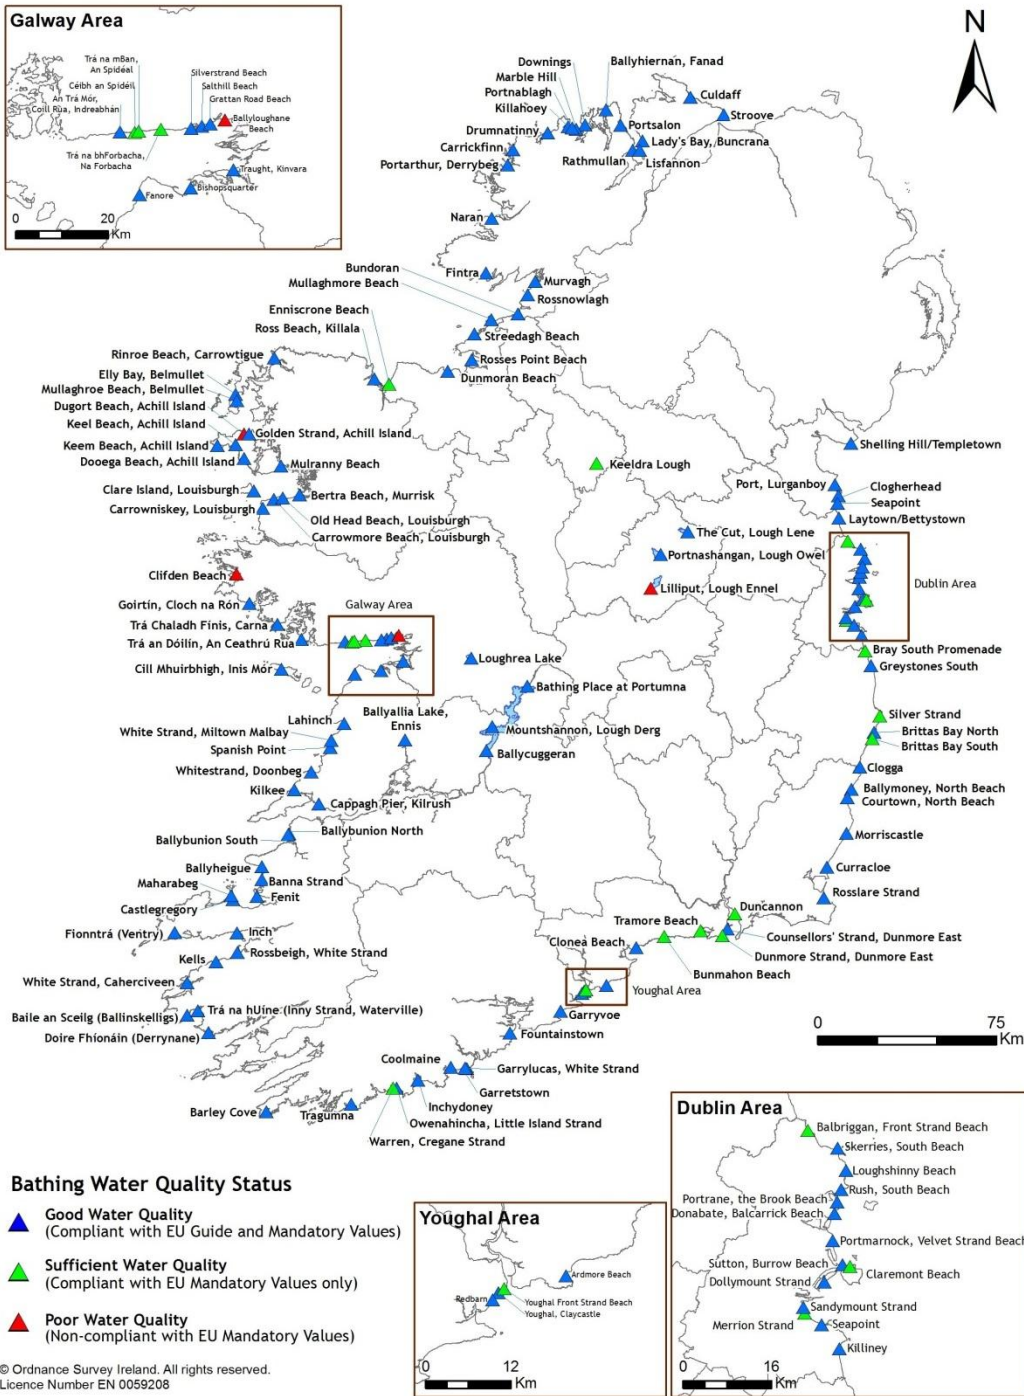 Galway Area
Trá na mBan,
An Spidéal
Céibh an Spidéil
An Trá Mór,
Coill Rúa, Indreabhán
Silverstrand Beach
Salthill Beach
Grattan Road Beach
Ballyloughane
Beach
Trá na bhForbacha,
Na Forbacha
Traught, Kinvara
Bishopsquarter
Fanore
0 20
Km
N
Downings
Marble Hill
Portnablagh
Killahoey
Drumnatinny
Carrickfinn
Portarthur, Derrybeg
Ballyhiernan, Fanad
Culdaff
Stroove
Portsalon
Lady's Bay, Buncrana
Rathmullan
Lisfannon
Naran
Fintra
Bundoran
Mullaghmore Beach
Murvagh
Rossnowlagh
Enniscrone Beach
Ross Beach, Killala
Streedagh Beach
Rosses Point Beach
Dunmoran Beach
Rinroe Beach, Carrowtigue
Elly Bay, Belmullet
Mullaghroe Beach, Belmullet
Dugort Beach, Achill Island
Keel Beach, Achill Island
Golden Strand, Achill Island
Keem Beach, Achill Island
Dooega Beach, Achill Island
Mulranny Beach
Clare Island, Louisburgh
Bertra Beach, Murrisk
Carrowniskey, Louisburgh
Old Head Beach, Louisburgh
Carrowmore Beach, Louisburgh
Keeldra Lough
Shelling Hill/Templetown
Port, Lurganboy
Clogherhead
Seapoint
Laytown/Bettystown
The Cut, Lough Lene
Portnashangan, Lough Owel
Lilliput, Lough Ennel
Dublin Area
Clifden Beach
Goirtín, Cloch na Rón
Trá Chaladh Fínis, Carna
Trá an Dóilín, An Ceathrú Rua
Cill Mhuirbhigh, Inis Mór
Galway Area
Loughrea Lake
Bray South Promenade
Greystones South
Bathing Place at Portumna
Lahinch
Ballyallia Lake,
Ennis
White Strand, Miltown Malbay
Spanish Point
Mountshannon, Lough Derg
Ballycuggeran
Silver Strand
Brittas Bay North
Brittas Bay South
Whitestrand, Doonbeg
Kilkee
Cappagh Pier, Kilrush
Clogga
Ballymoney, North Beach
Courtown, North Beach
Ballybunion North
Ballybunion South
Morriscastle
Ballyheigue
Banna Strand
Maharabeg
Fenit
Castlegregory
Curracloe
Rosslare Strand
Fionntrá (Ventry)
Inch
Rossbeigh, White Strand
Kells
White Strand, Caherciveen
Trá na hUíne (Inny Strand, Waterville)
Baile an Sceilg (Ballinskelligs)
Doire Fhíonáin (Derrynane)
Duncannon
Tramore Beach
Clonea Beach
Counsellors' Strand, Dunmore East
Dunmore Strand, Dunmore East
Bunmahon Beach
Youghal Area
Garryvoe
Fountainstown
Coolmaine
Garrylucas, White Strand
Garretstown
Inchydoney
Owenahincha, Little Island Strand
Warren, Cregane Strand
Tragumna
Barley Cove
0 75
Km
Bathing Water Quality Status
Good Water Quality
(Compliant with EU Guide and Mandatory Values)
Sufficient Water Quality
(Compliant with EU Mandatory Values only)
Poor Water Quality
(Non-compliant with EU Mandatory Values)
© Ordnance Survey Ireland. All rights reserved.
Licence Number EN 0059208
Youghal Area
Ardmore Beach
Redbarn
Youghal Front Strand Beach
Youghal, Claycastle
0 12
Km
Dublin Area
Balbriggan, Front Strand Beach
Skerries, South Beach
Loughshinny Beach
Rush, South Beach
Portrane, the Brook Beach
Donabate, Balcarrick Beach
Portmarnock, Velvet Strand Beach
Sutton, Burrow Beach
Claremont Beach
Dollymount Strand
Sandymount Strand
Merrion Strand
Seapoint
Killiney
0 16
Km